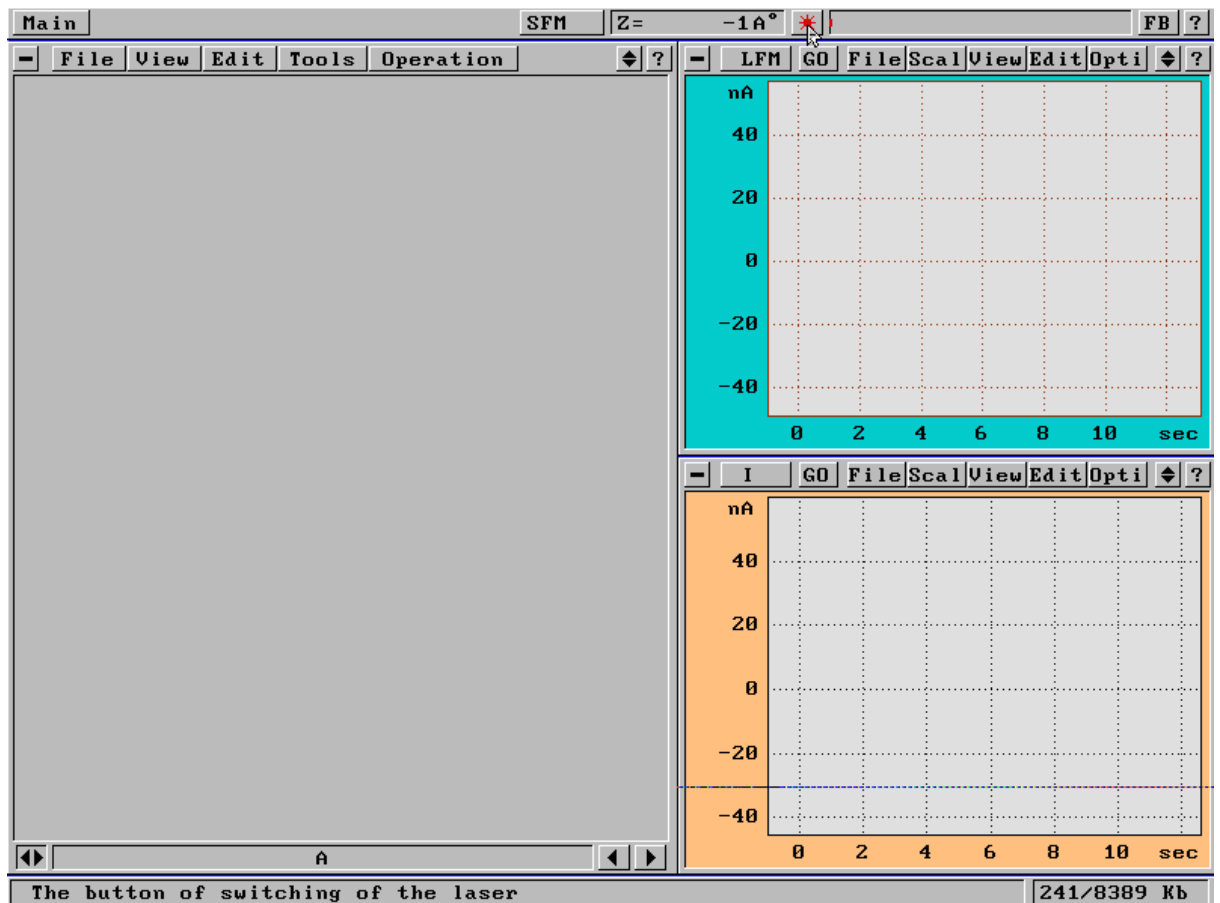 Main SFM Z= -1A° FB ?
File View Edit Tools Operation ?
LFM GO File Scal View Edit Opti ?
nA
40
20
0
-20
-40
0 2 4 6 8 10 sec
I GO File Scal View Edit Opti ?
nA
40
20
0
-20
-40
0 2 4 6 8 10 sec
A
The button of switching of the laser 241/8389 Kb